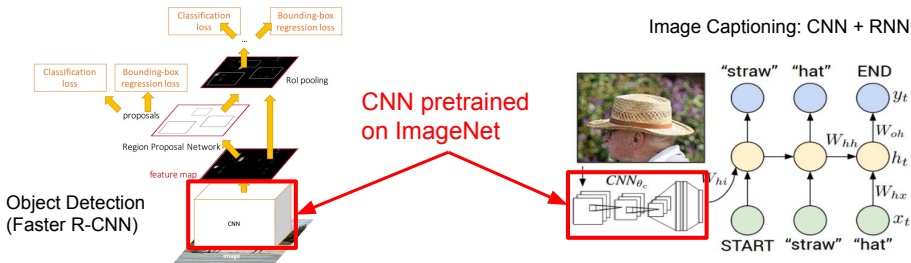 Classification
loss
Bounding-box
regression loss
...
RoI pooling
Classification
loss
Bounding-box
regression loss
proposals
Region Proposal Network
feature map
CNN
image
Object Detection
(Faster R-CNN)
CNN pretrained
on ImageNet
Image Captioning: CNN + RNN
"straw" "hat" END
y_t
W_oh
W_hh
h_t
CNN_θc
W_hi
W_hx
x_t
START "straw" "hat"